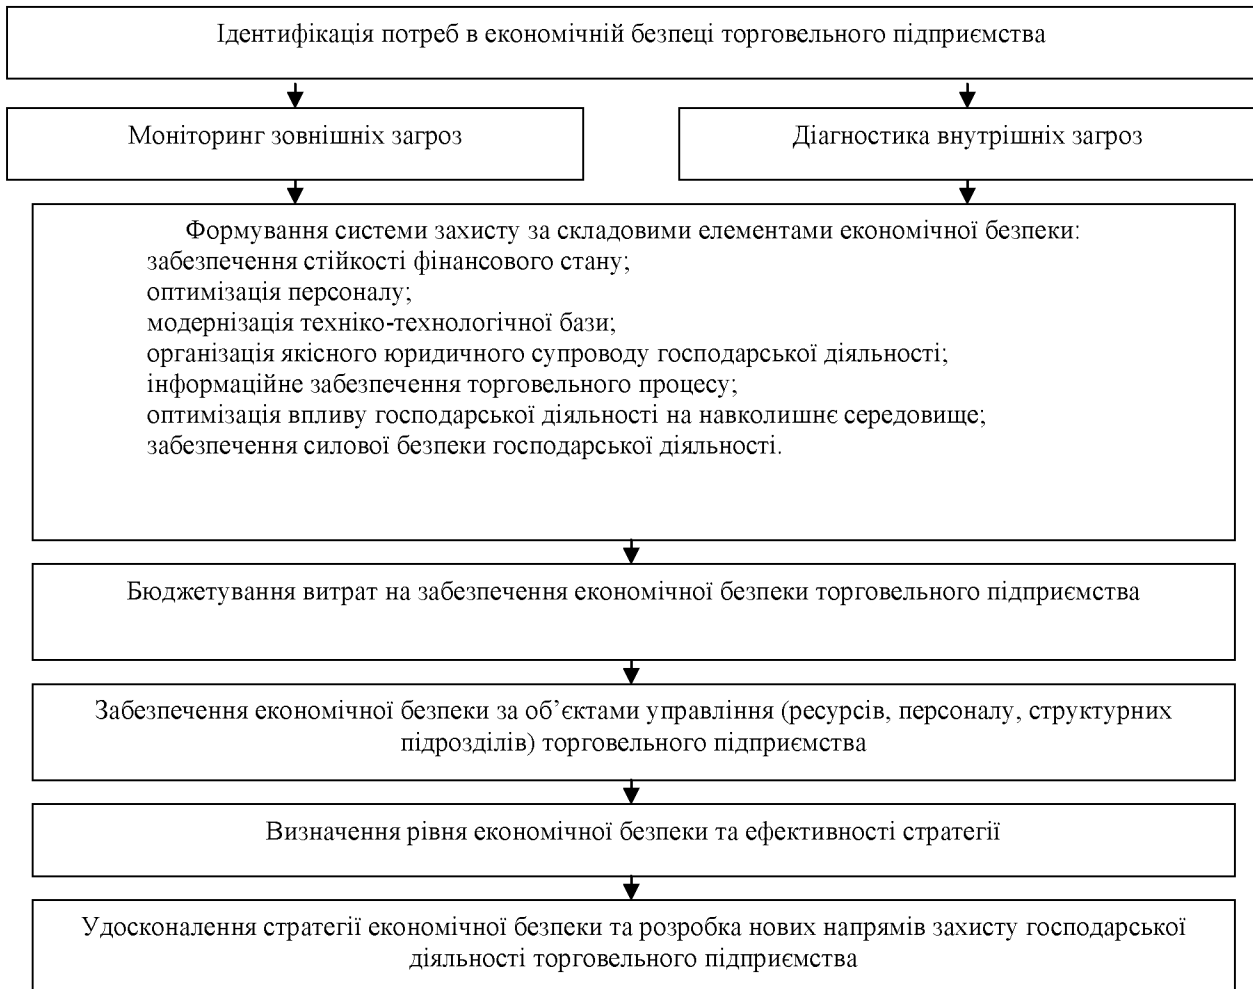 Ідентифікація потреб в економічній безпеці торговельного підприємства
Моніторинг зовнішніх загроз
Діагностика внутрішніх загроз
Формування системи захисту за складовими елементами економічної безпеки:
забезпечення стійкості фінансового стану;
оптимізація персоналу;
модернізація техніко-технологічної бази;
організація якісного юридичного супроводу господарської діяльності;
інформаційне забезпечення торговельного процесу;
оптимізація впливу господарської діяльності на навколишнє середовище;
забезпечення силової безпеки господарської діяльності.
Бюджетування витрат на забезпечення економічної безпеки торговельного підприємства
Забезпечення економічної безпеки за об’єктами управління (ресурсів, персоналу, структурних
підрозділів) торговельного підприємства
Визначення рівня економічної безпеки та ефективності стратегії
Удосконалення стратегії економічної безпеки та розробка нових напрямів захисту господарської
діяльності торговельного підприємства